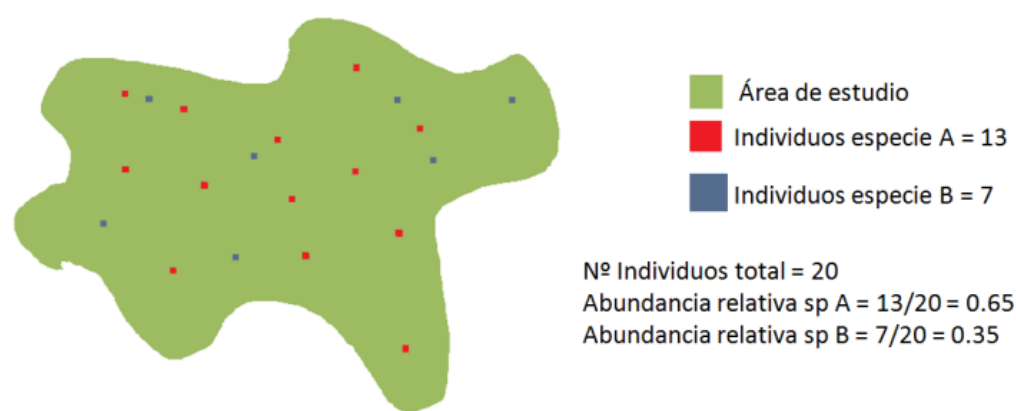 Área de estudio
Individuos especie A = 13
Individuos especie B = 7
Nº Individuos total = 20
Abundancia relativa sp A = 13/20 = 0.65
Abundancia relativa sp B = 7/20 = 0.35